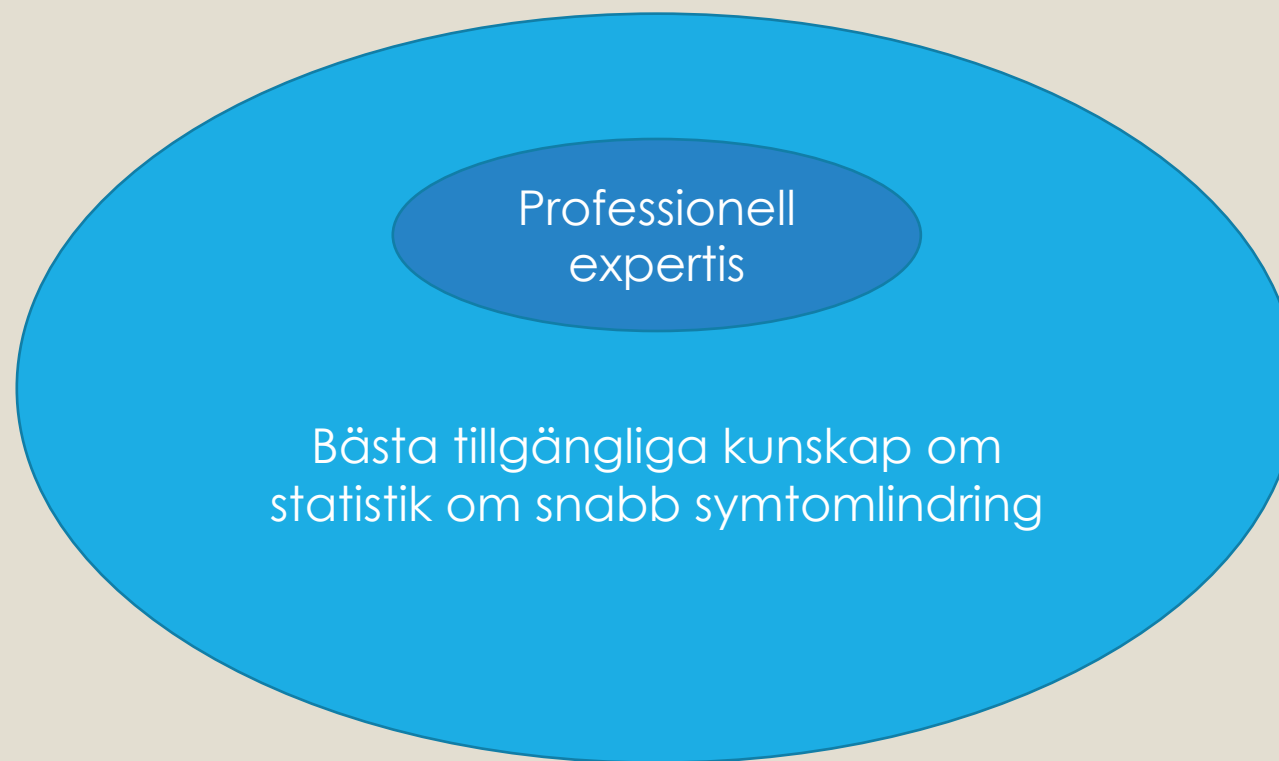 Professionell
expertis
Bästa tillgängliga kunskap om
statistik om snabb symtomlindring